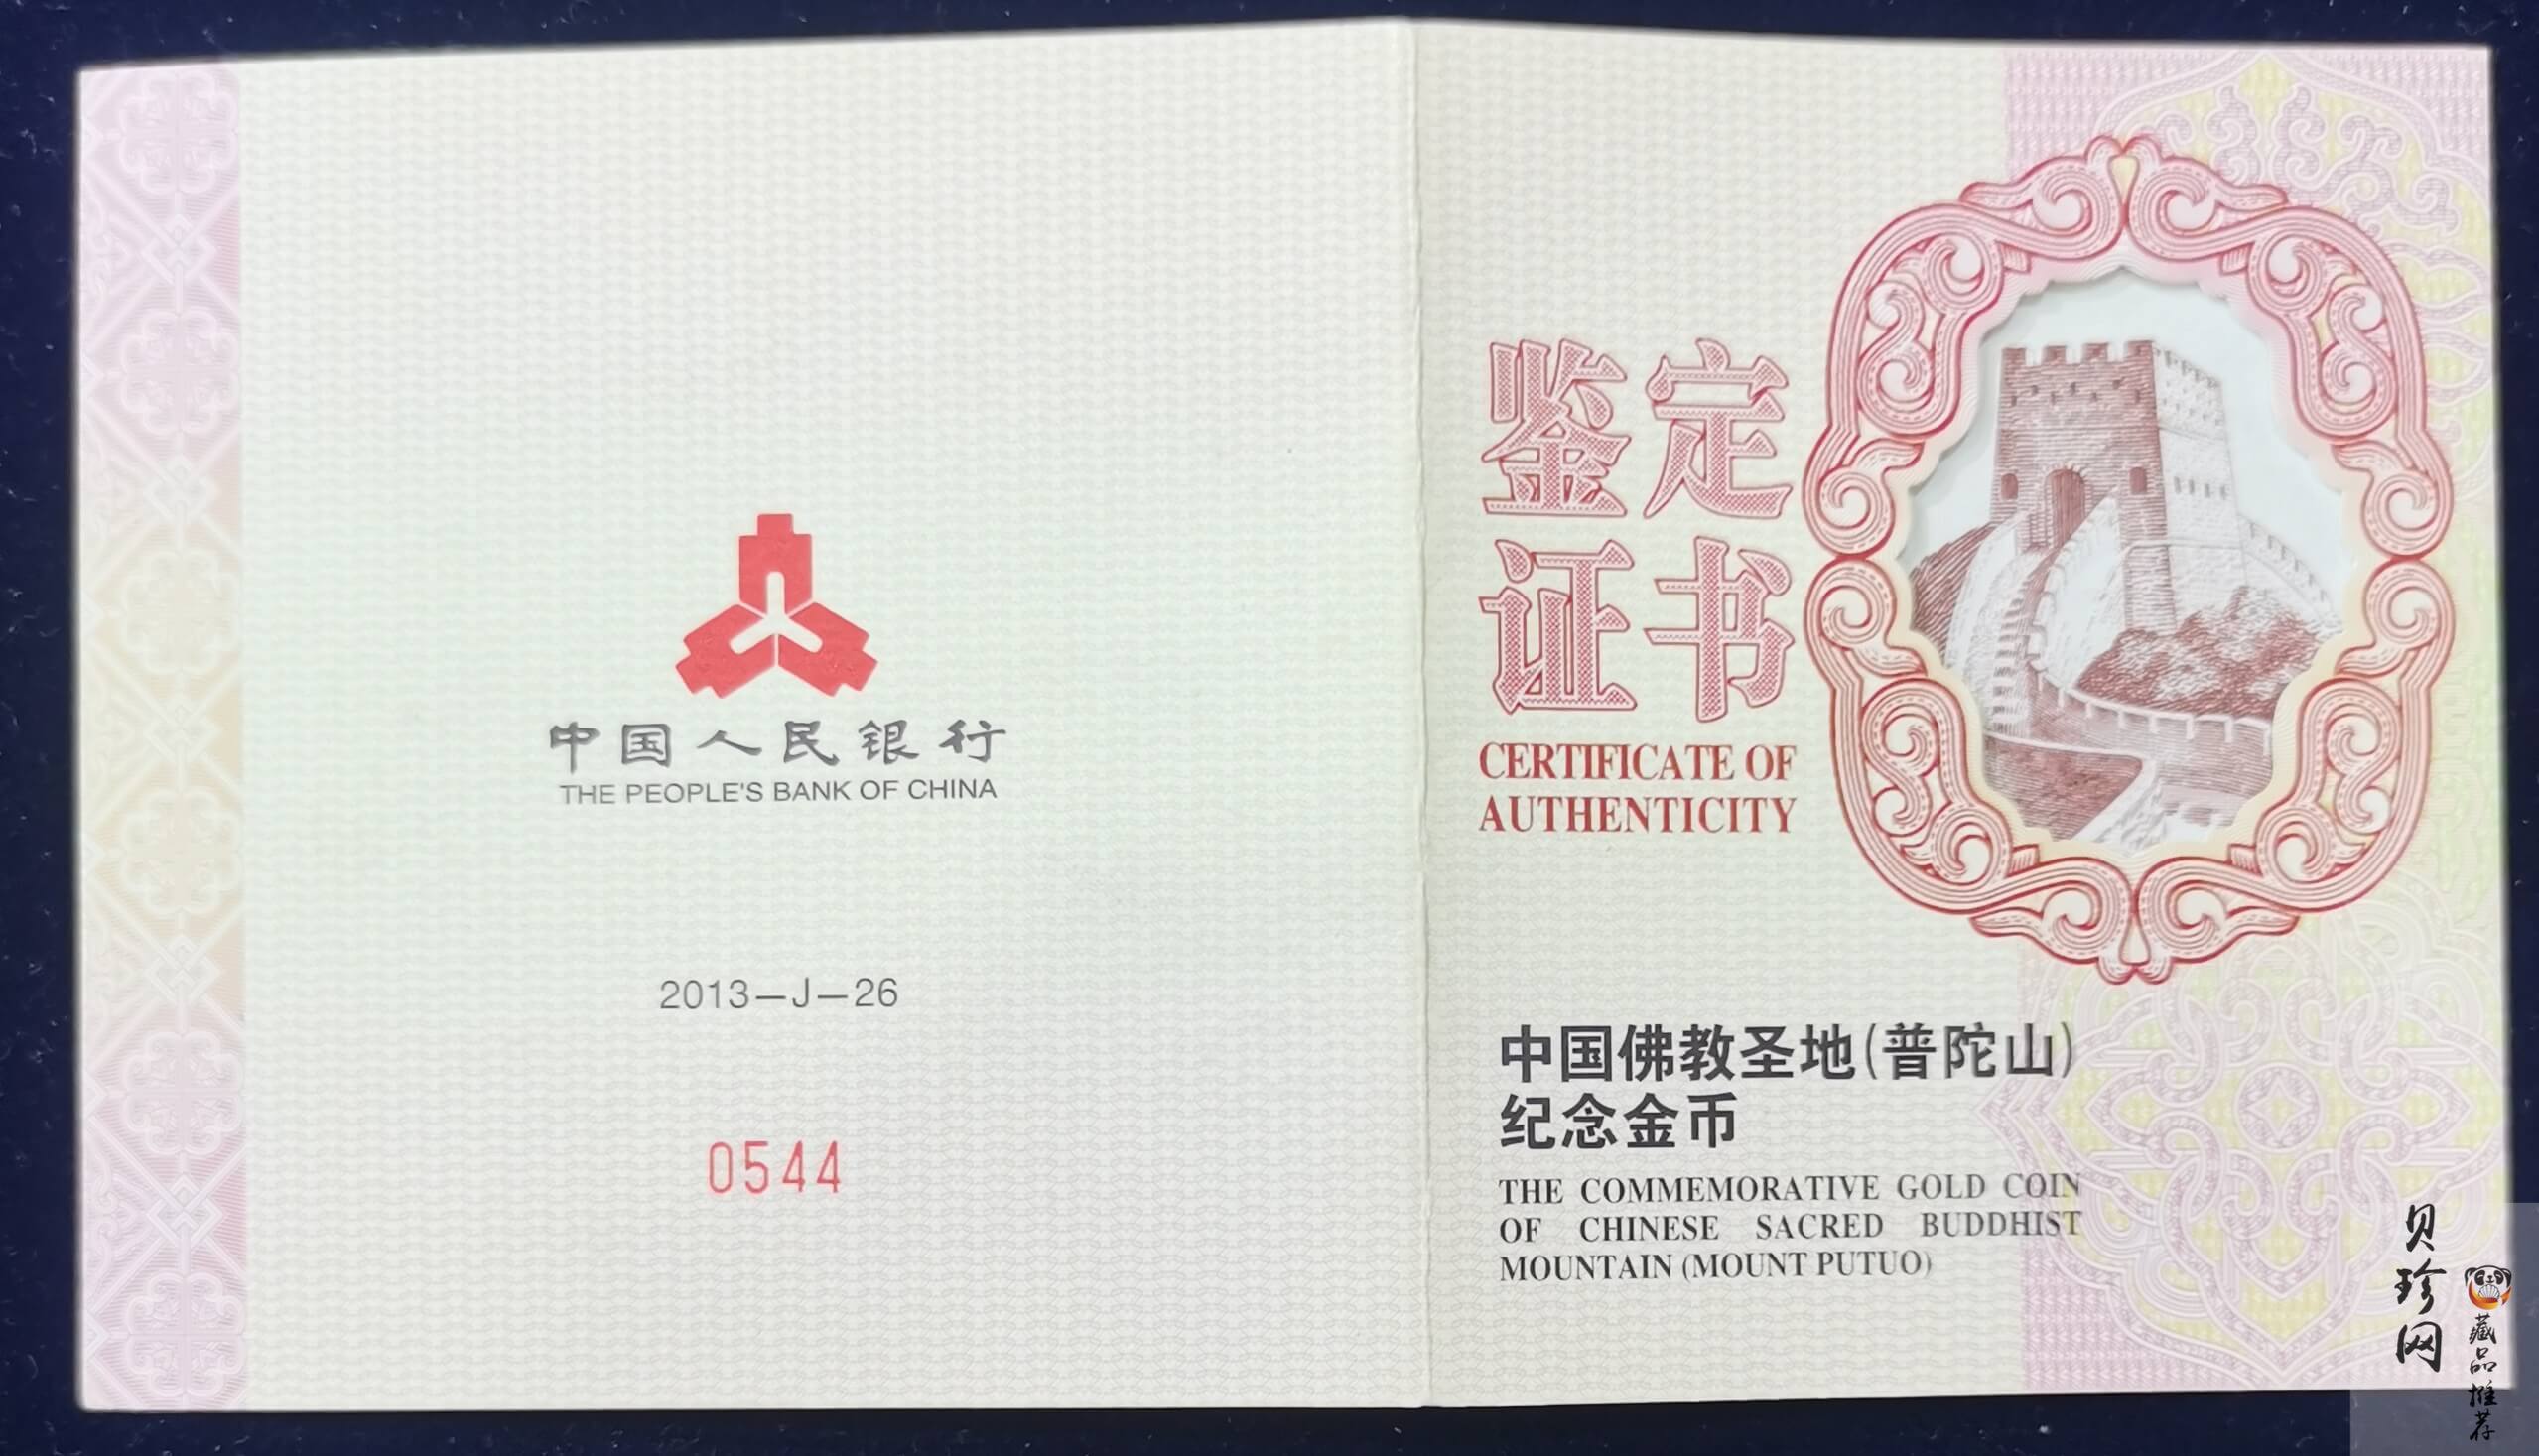 中国人民银行
THE PEOPLE'S BANK OF CHINA
2013—J—26
0544
鉴定
证书
CERTIFICATE OF
AUTHENTICITY
中国佛教圣地(普陀山)
纪念金币
THE COMMEMORATIVE GOLD COIN
OF CHINESE SACRED BUDDHIST
MOUNTAIN (MOUNT PUTUO)
贝珍网
藏品推荐